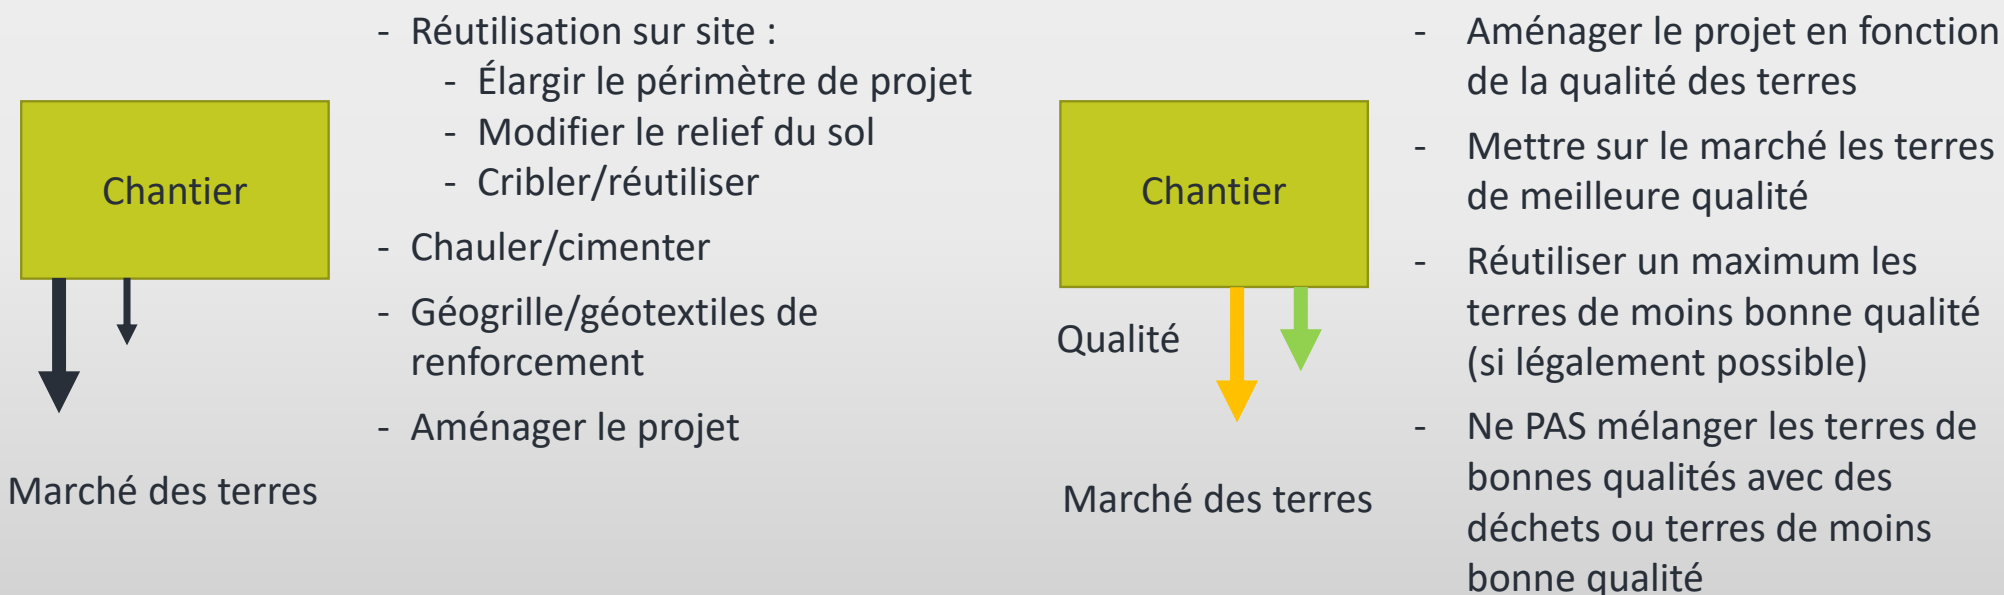 Chantier
Marché des terres
- Réutilisation sur site :
- Élargir le périmètre de projet
- Modifier le relief du sol
- Cribler/réutiliser
- Chauler/cimenter
- Géogrille/géotextiles de
renforcement
- Aménager le projet
Chantier
Qualité
Marché des terres
- Aménager le projet en fonction
de la qualité des terres
- Mettre sur le marché les terres
de meilleure qualité
- Réutiliser un maximum les
terres de moins bonne qualité
(si légalement possible)
- Ne PAS mélanger les terres de
bonnes qualités avec des
déchets ou terres de moins
bonne qualité